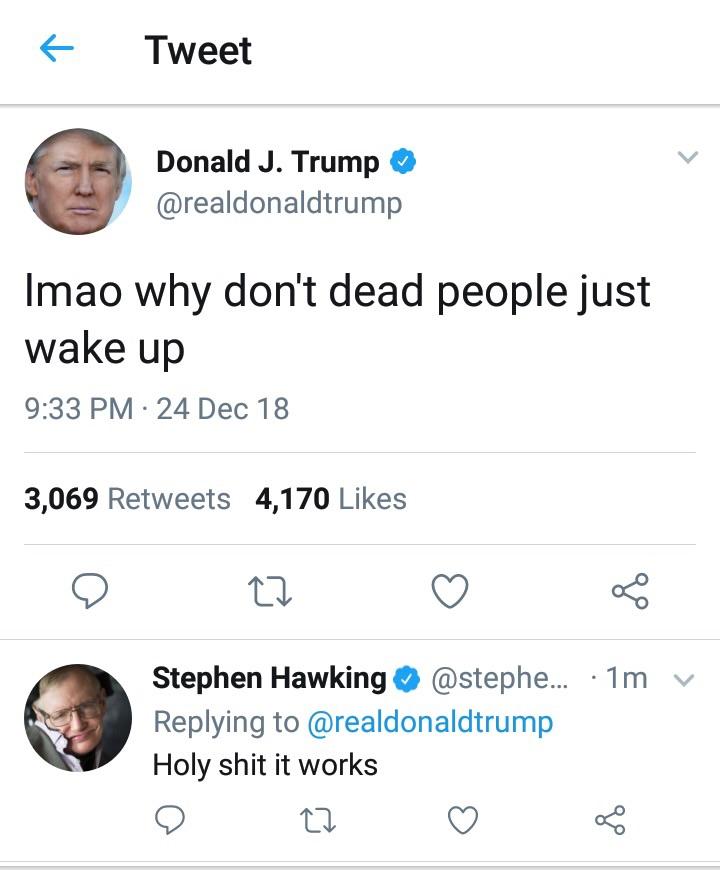 Tweet
Donald J. Trump
@realdonaldtrump
lmao why don't dead people just
wake up
9:33 PM · 24 Dec 18
3,069 Retweets 4,170 Likes
Stephen Hawking @stephe... · 1m
Replying to @realdonaldtrump
Holy shit it works